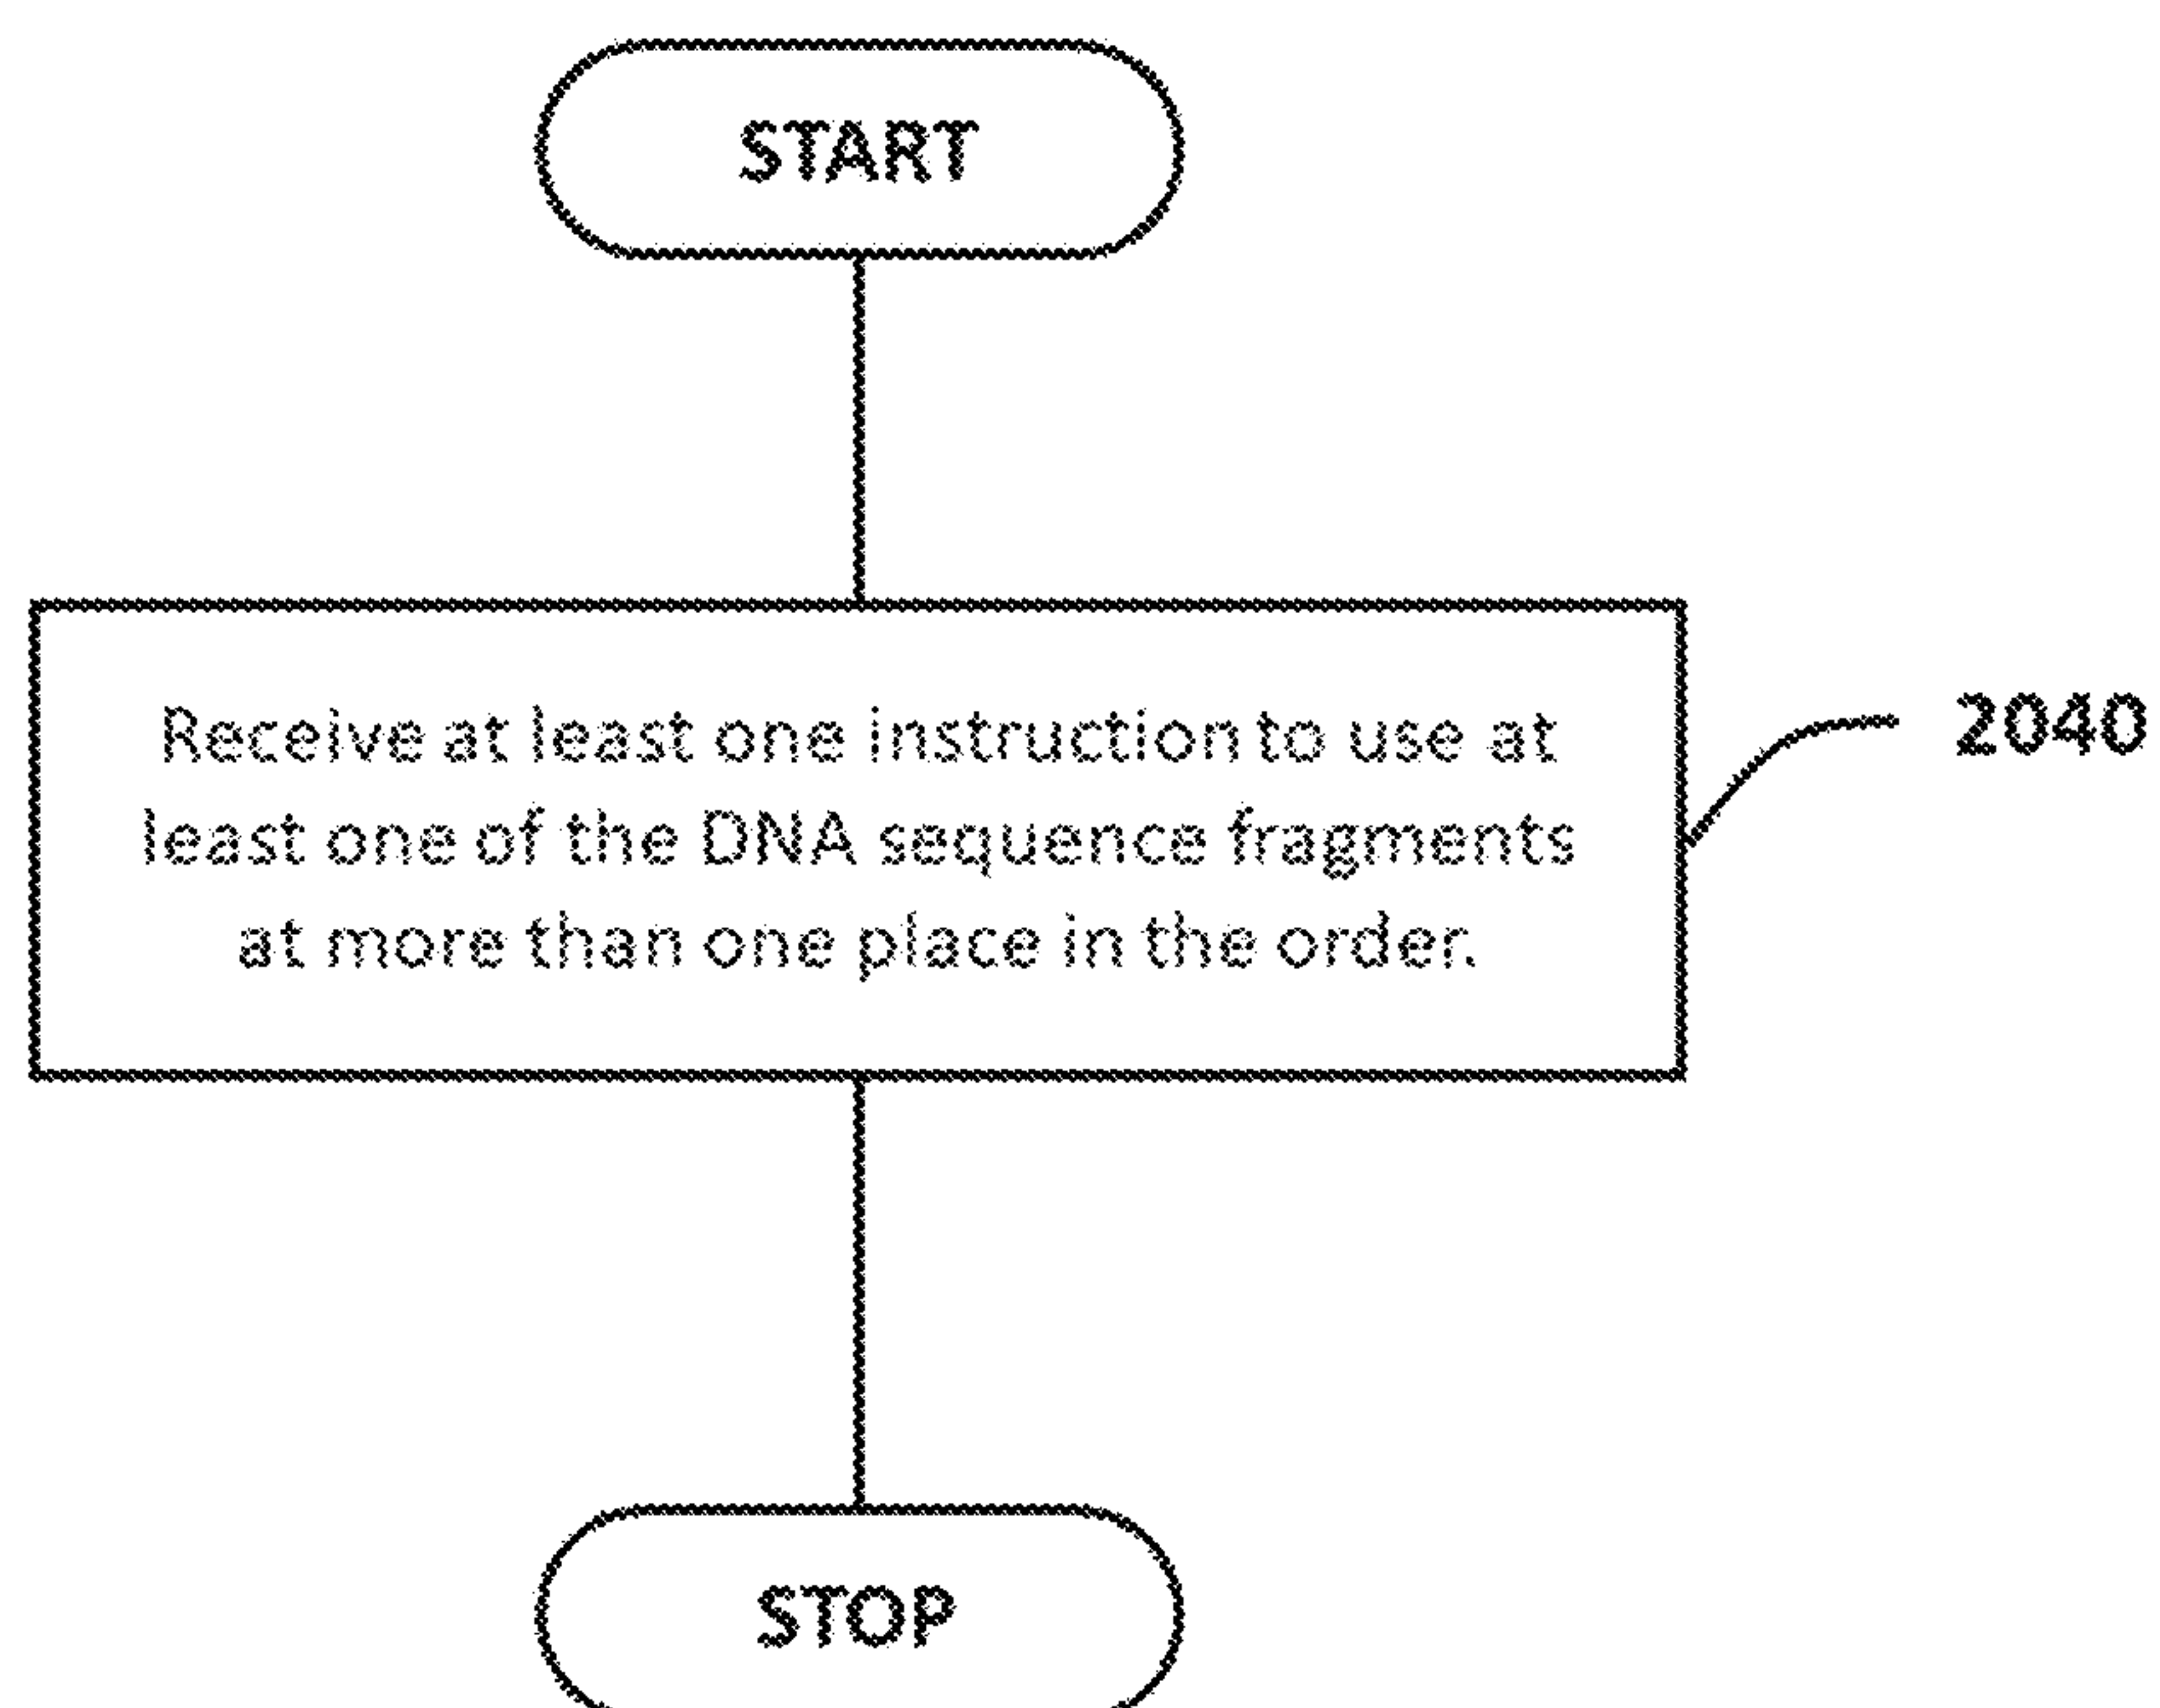 START
Receive at least one instruction to use at
least one of the DNA sequence fragments
at more than one place in the order.
2040
STOP